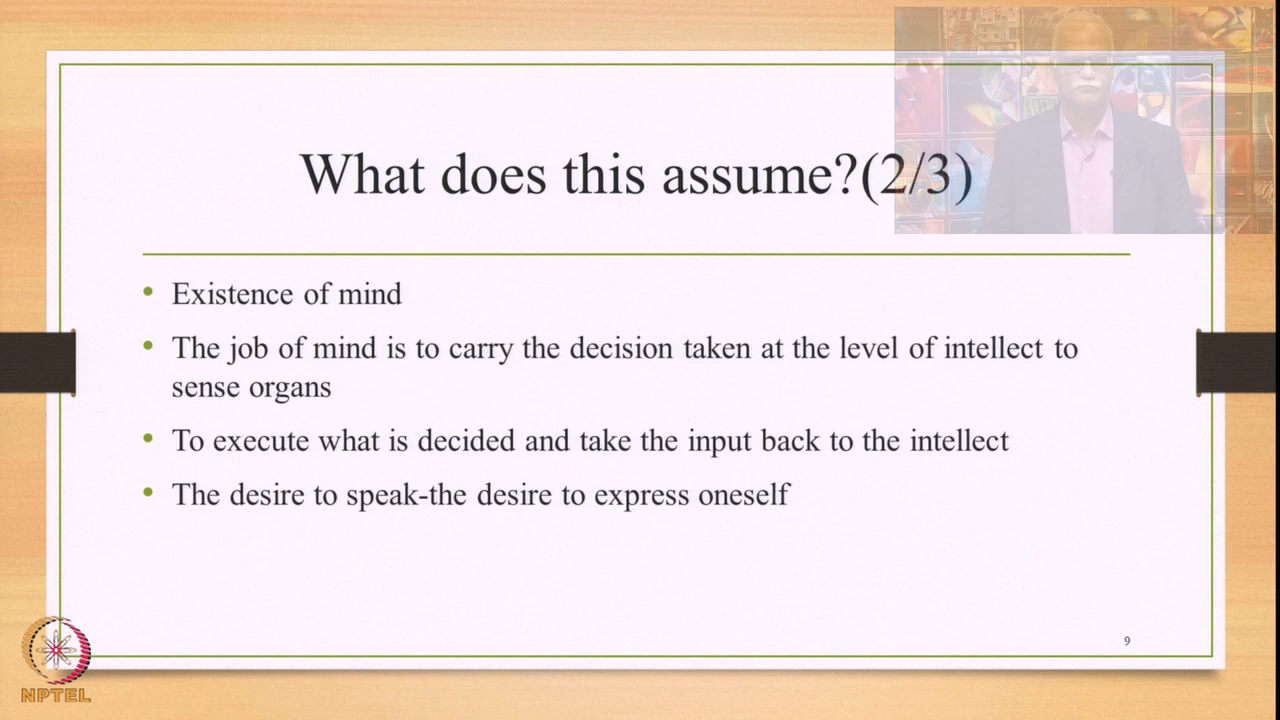 What does this assume?(2/3)
• Existence of mind
• The job of mind is to carry the decision taken at the level of intellect to
sense organs
• To execute what is decided and take the input back to the intellect
• The desire to speak-the desire to express oneself
9
NPTEL